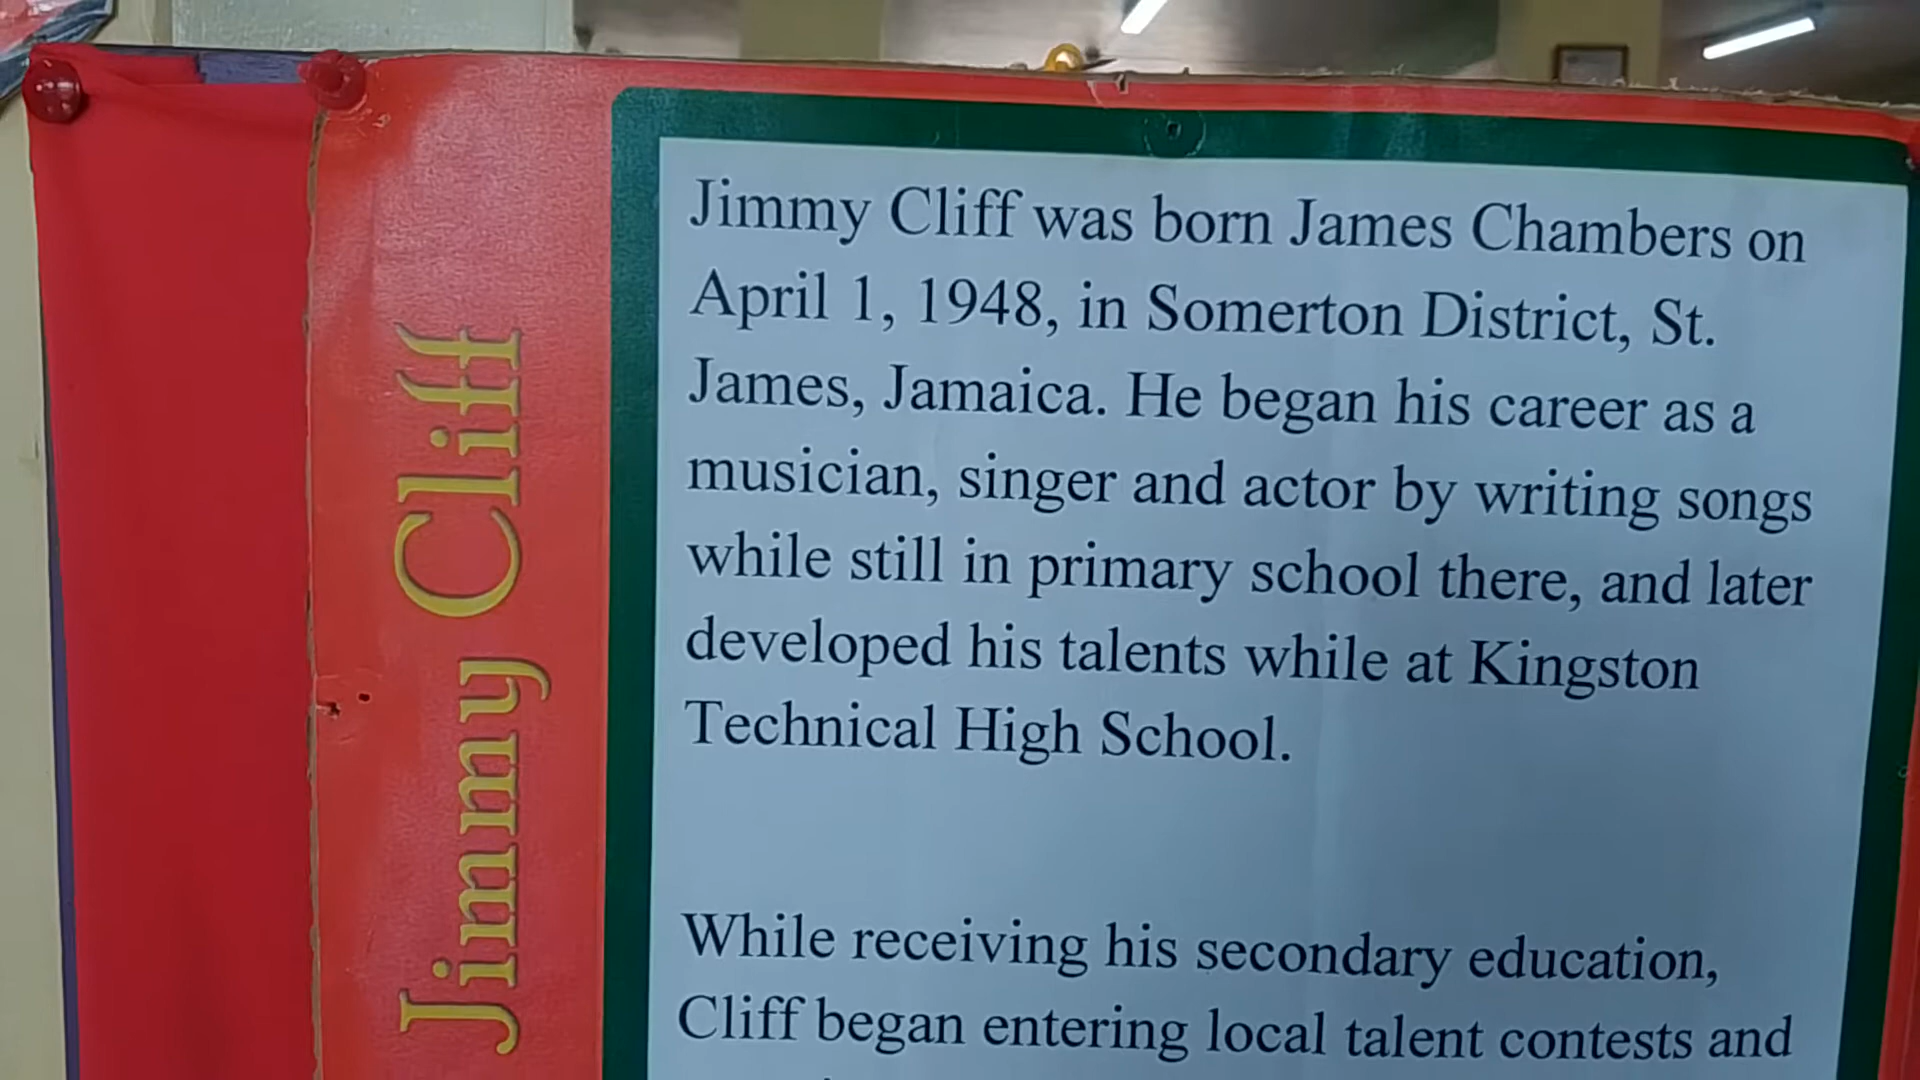 Jimmy Cliff
Jimmy Cliff was born James Chambers on
April 1, 1948, in Somerton District, St.
James, Jamaica. He began his career as a
musician, singer and actor by writing songs
while still in primary school there, and later
developed his talents while at Kingston
Technical High School.
While receiving his secondary education,
Cliff began entering local talent contests and